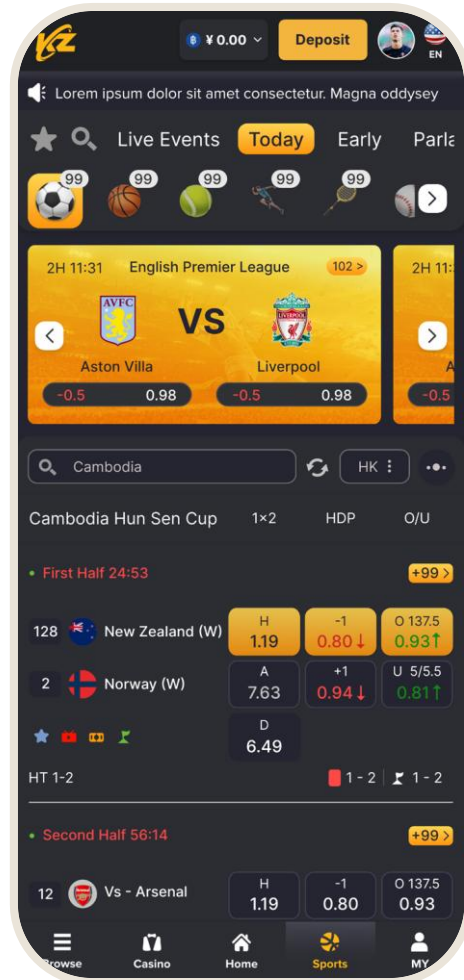 KZ
¥ 0.00
Deposit
EN
Lorem ipsum dolor sit amet consectetur. Magna oddysey
Live Events Today Early Parla
99 99 99 99 99
2H 11:31 English Premier League 102 > 2H 11:
AVFC VS
Aston Villa Liverpool A
-0.5 0.98 -0.5 0.98 -0.5
Cambodia HK
Cambodia Hun Sen Cup 1×2 HDP O/U
First Half 24:53 +99 >
128 New Zealand (W) H 1.19 -1 0.80↓ O 137.5 0.93↑
2 Norway (W) A 7.63 +1 0.94↓ U 5/5.5 0.81↑
D 6.49
HT 1-2 1 - 2 1 - 2
Second Half 56:14 +99 >
12 Vs - Arsenal H 1.19 -1 0.80 O 137.5 0.93
Browse Casino Home Sports MY